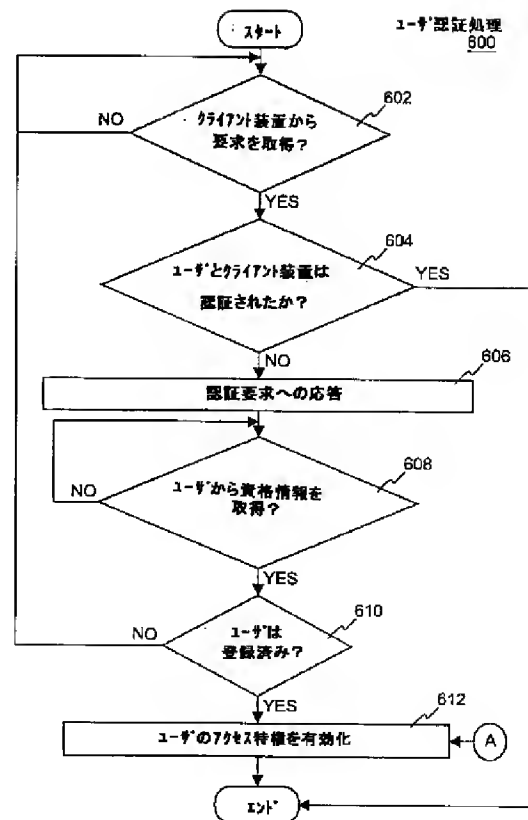 ユーザ認証処理
600
スタート
602
クライアント装置から
要求を取得?
NO
YES
604
ユーザとクライアント装置は
認証されたか?
YES
NO
606
認証要求への応答
608
ユーザから資格情報を
取得?
NO
YES
610
ユーザは
登録済み?
NO
YES
612
ユーザのアクセス特権を有効化
A
エンド